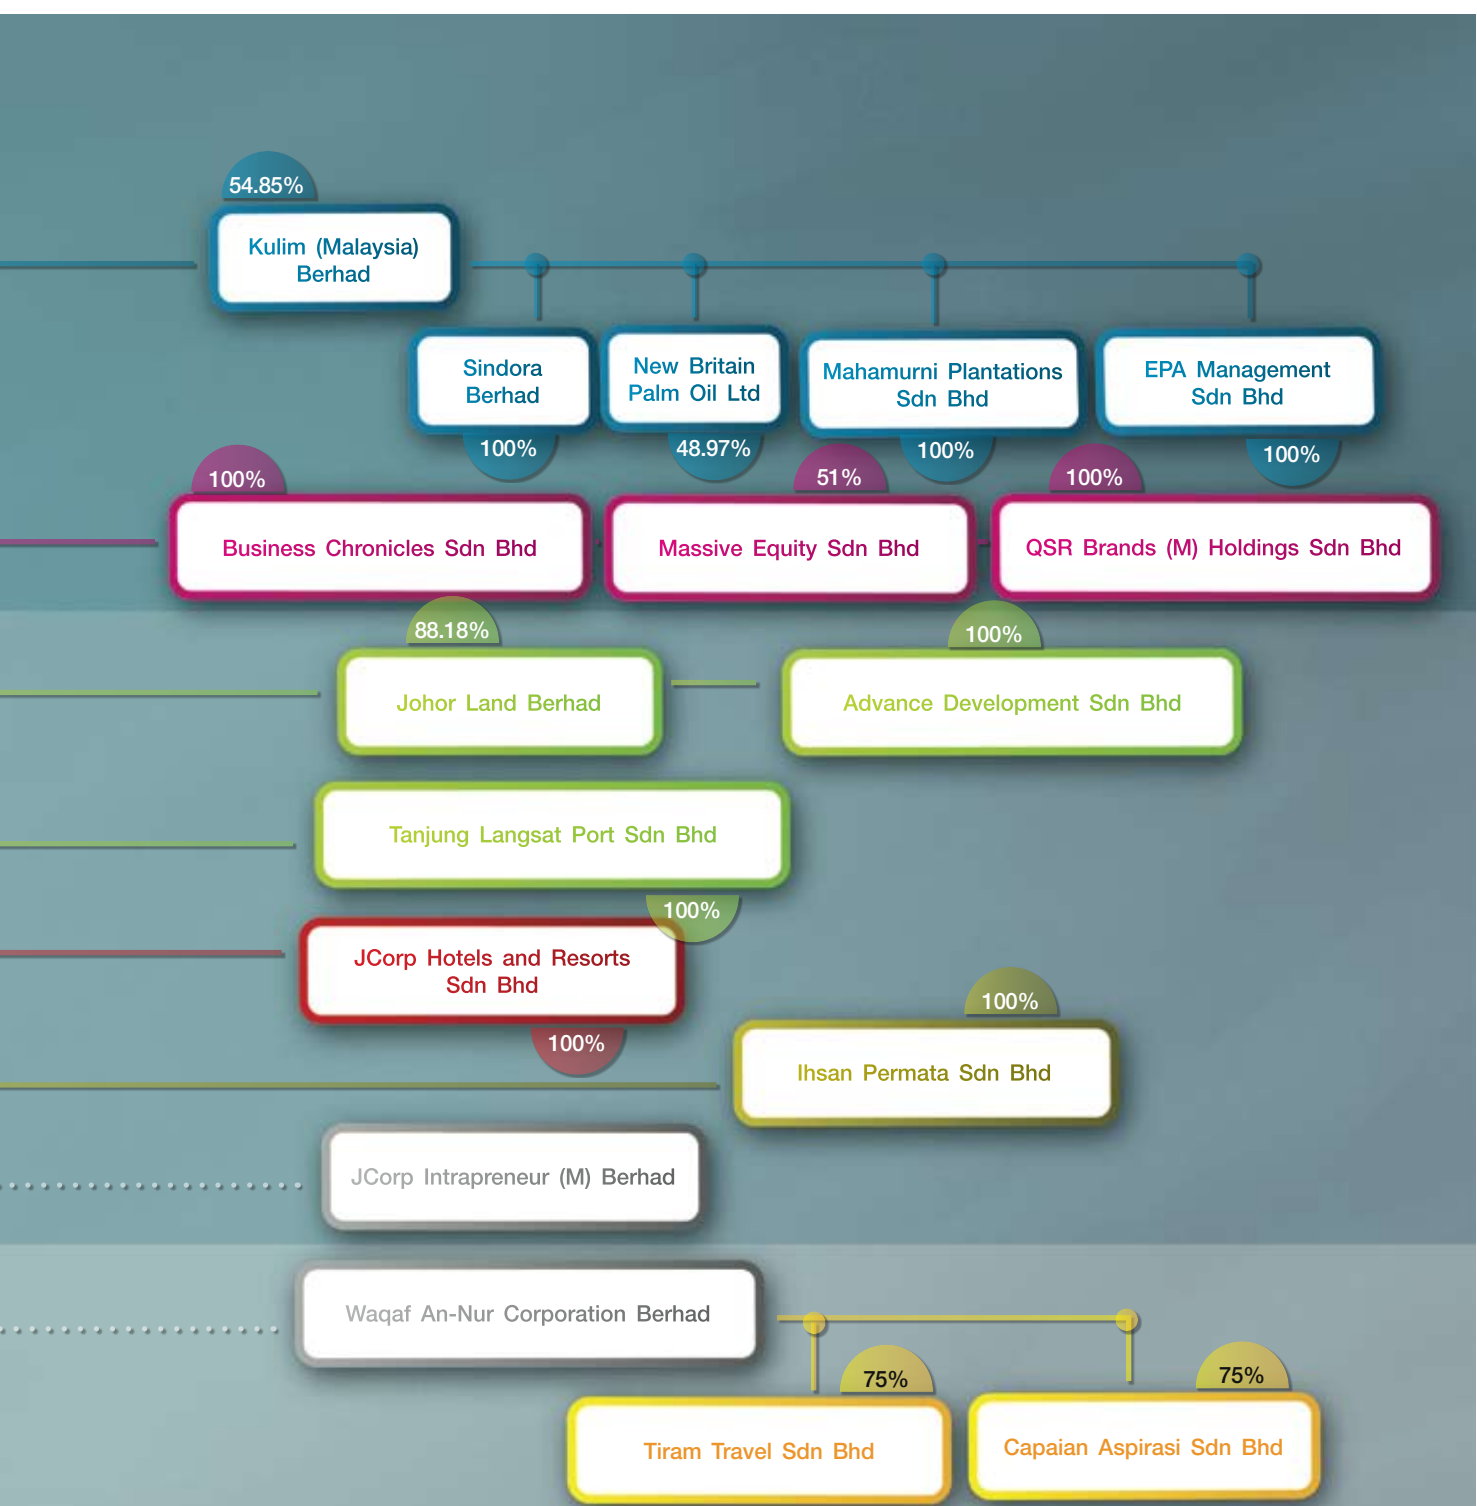 54.85%
Kulim (Malaysia)
Berhad
Sindora
Berhad
100%
New Britain
Palm Oil Ltd
48.97%
Mahamurni Plantations
Sdn Bhd
100%
EPA Management
Sdn Bhd
100%
100%
Business Chronicles Sdn Bhd
51%
Massive Equity Sdn Bhd
100%
QSR Brands (M) Holdings Sdn Bhd
88.18%
Johor Land Berhad
100%
Advance Development Sdn Bhd
Tanjung Langsat Port Sdn Bhd
100%
JCorp Hotels and Resorts
Sdn Bhd
100%
100%
Ihsan Permata Sdn Bhd
JCorp Intrapreneur (M) Berhad
Waqaf An-Nur Corporation Berhad
75%
Tiram Travel Sdn Bhd
75%
Capaian Aspirasi Sdn Bhd